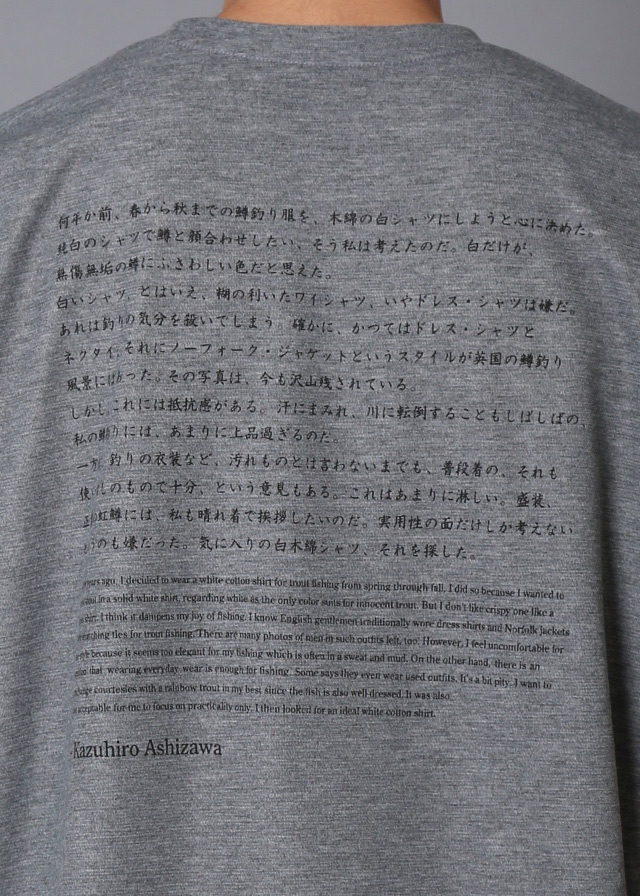 何年か前、春から秋までの鱒釣り服を、木綿の白シャツにしようと心に決めた。
純白のシャツで鱒と顔合わせしたい、そう私は考えたのだ。白だけが、
無傷無垢の鱒にふさわしい色だと思えた。
白いシャツ、とはいえ、糊の利いたワイシャツ、いやドレス・シャツは嫌だ。
あれは釣りの気分を殺いでしまう。確かに、かつてはドレス・シャツと
ネクタイ、それにノーフォーク・ジャケットというスタイルが英国の鱒釣り
風景にはあった。その写真は、今も沢山残されている。
しかし、これには抵抗感がある。汗にまみれ、川に転倒することもしばしばの、
私の釣りには、あまりに上品過ぎるのだ。
一方、釣りの衣装など、汚れものとは言わないまでも、普段着の、それも
使い のもので十分、という意見もある。これはあまりに淋しい。盛装、
虹鱒には、私も晴れ着で挨拶したいのだ。実用性の面だけしか考えない
のも嫌だった。気に入りの白木綿シャツ、それを探した。
years ago, I decided to wear a white cotton shirt for trout fishing from spring through fall. I did so because I wanted to
in a solid white shirt, regarding white as the only color suits for innocent trout. But I don't like crispy one like a
shirt. I think it dampens my joy of fishing. I know English gentlemen traditionally wore dress shirts and Norfolk jackets
matching ties for trout fishing. There are many photos of men in such outfits left, too. However, I feel uncomfortable for
because it seems too elegant for my fishing which is often in a sweat and mud. On the other hand, there is an
that wearing everyday wear is enough for fishing. Some says they even wear used outfits. It's a bit pity. I want to
courtesies with a rainbow trout in my best since the fish is also well dressed. It was also
for me to focus on practicality only. I then looked for an ideal white cotton shirt.
Kazuhiro Ashizawa